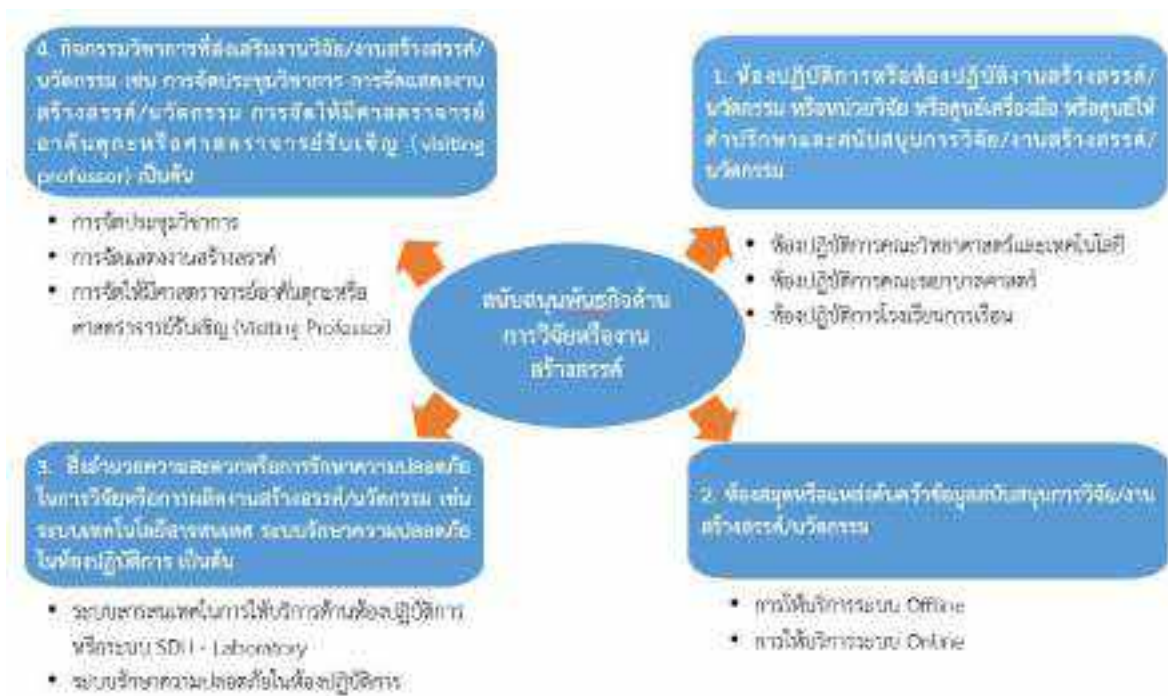 4. กิจกรรมวิชาการที่ส่งเสริมงานวิจัย/งานสร้างสรรค์/
นวัตกรรม เช่น การจัดประชุมวิชาการ การจัดแสดงงาน
สร้างสรรค์/นวัตกรรม การจัดให้มีศาสตราจารย์
อาคันตุกะหรือศาสตราจารย์รับเชิญ (visiting
professor) เป็นต้น
• การจัดประชุมวิชาการ
• การจัดแสดงงานสร้างสรรค์
• การจัดให้มีศาสตราจารย์อาคันตุกะหรือ
ศาสตราจารย์รับเชิญ (Visiting Professor)
1. ห้องปฏิบัติการหรือห้องปฏิบัติงานสร้างสรรค์/
นวัตกรรม หรือหน่วยวิจัย หรือศูนย์เครื่องมือ หรือศูนย์ให้
คำปรึกษาและสนับสนุนการวิจัย/งานสร้างสรรค์/
นวัตกรรม
• ห้องปฏิบัติการคณะวิทยาศาสตร์และเทคโนโลยี
• ห้องปฏิบัติการคณะพยาบาลศาสตร์
• ห้องปฏิบัติการโรงเรียนการเรือน
สนับสนุนพันธกิจด้าน
การวิจัยหรืองาน
สร้างสรรค์
3. สิ่งอำนวยความสะดวกหรือการรักษาความปลอดภัย
ในการวิจัยหรือการผลิตงานสร้างสรรค์/นวัตกรรม เช่น
ระบบเทคโนโลยีสารสนเทศ ระบบรักษาความปลอดภัย
ในห้องปฏิบัติการ เป็นต้น
• ระบบสารสนเทศในการให้บริการด้านห้องปฏิบัติการ
หรือระบบ SDU - Laboratory
• ระบบรักษาความปลอดภัยในห้องปฏิบัติการ
2. ห้องสมุดหรือแหล่งค้นคว้าข้อมูลสนับสนุนการวิจัย/งาน
สร้างสรรค์/นวัตกรรม
• การให้บริการระบบ Offline
• การให้บริการระบบ Online